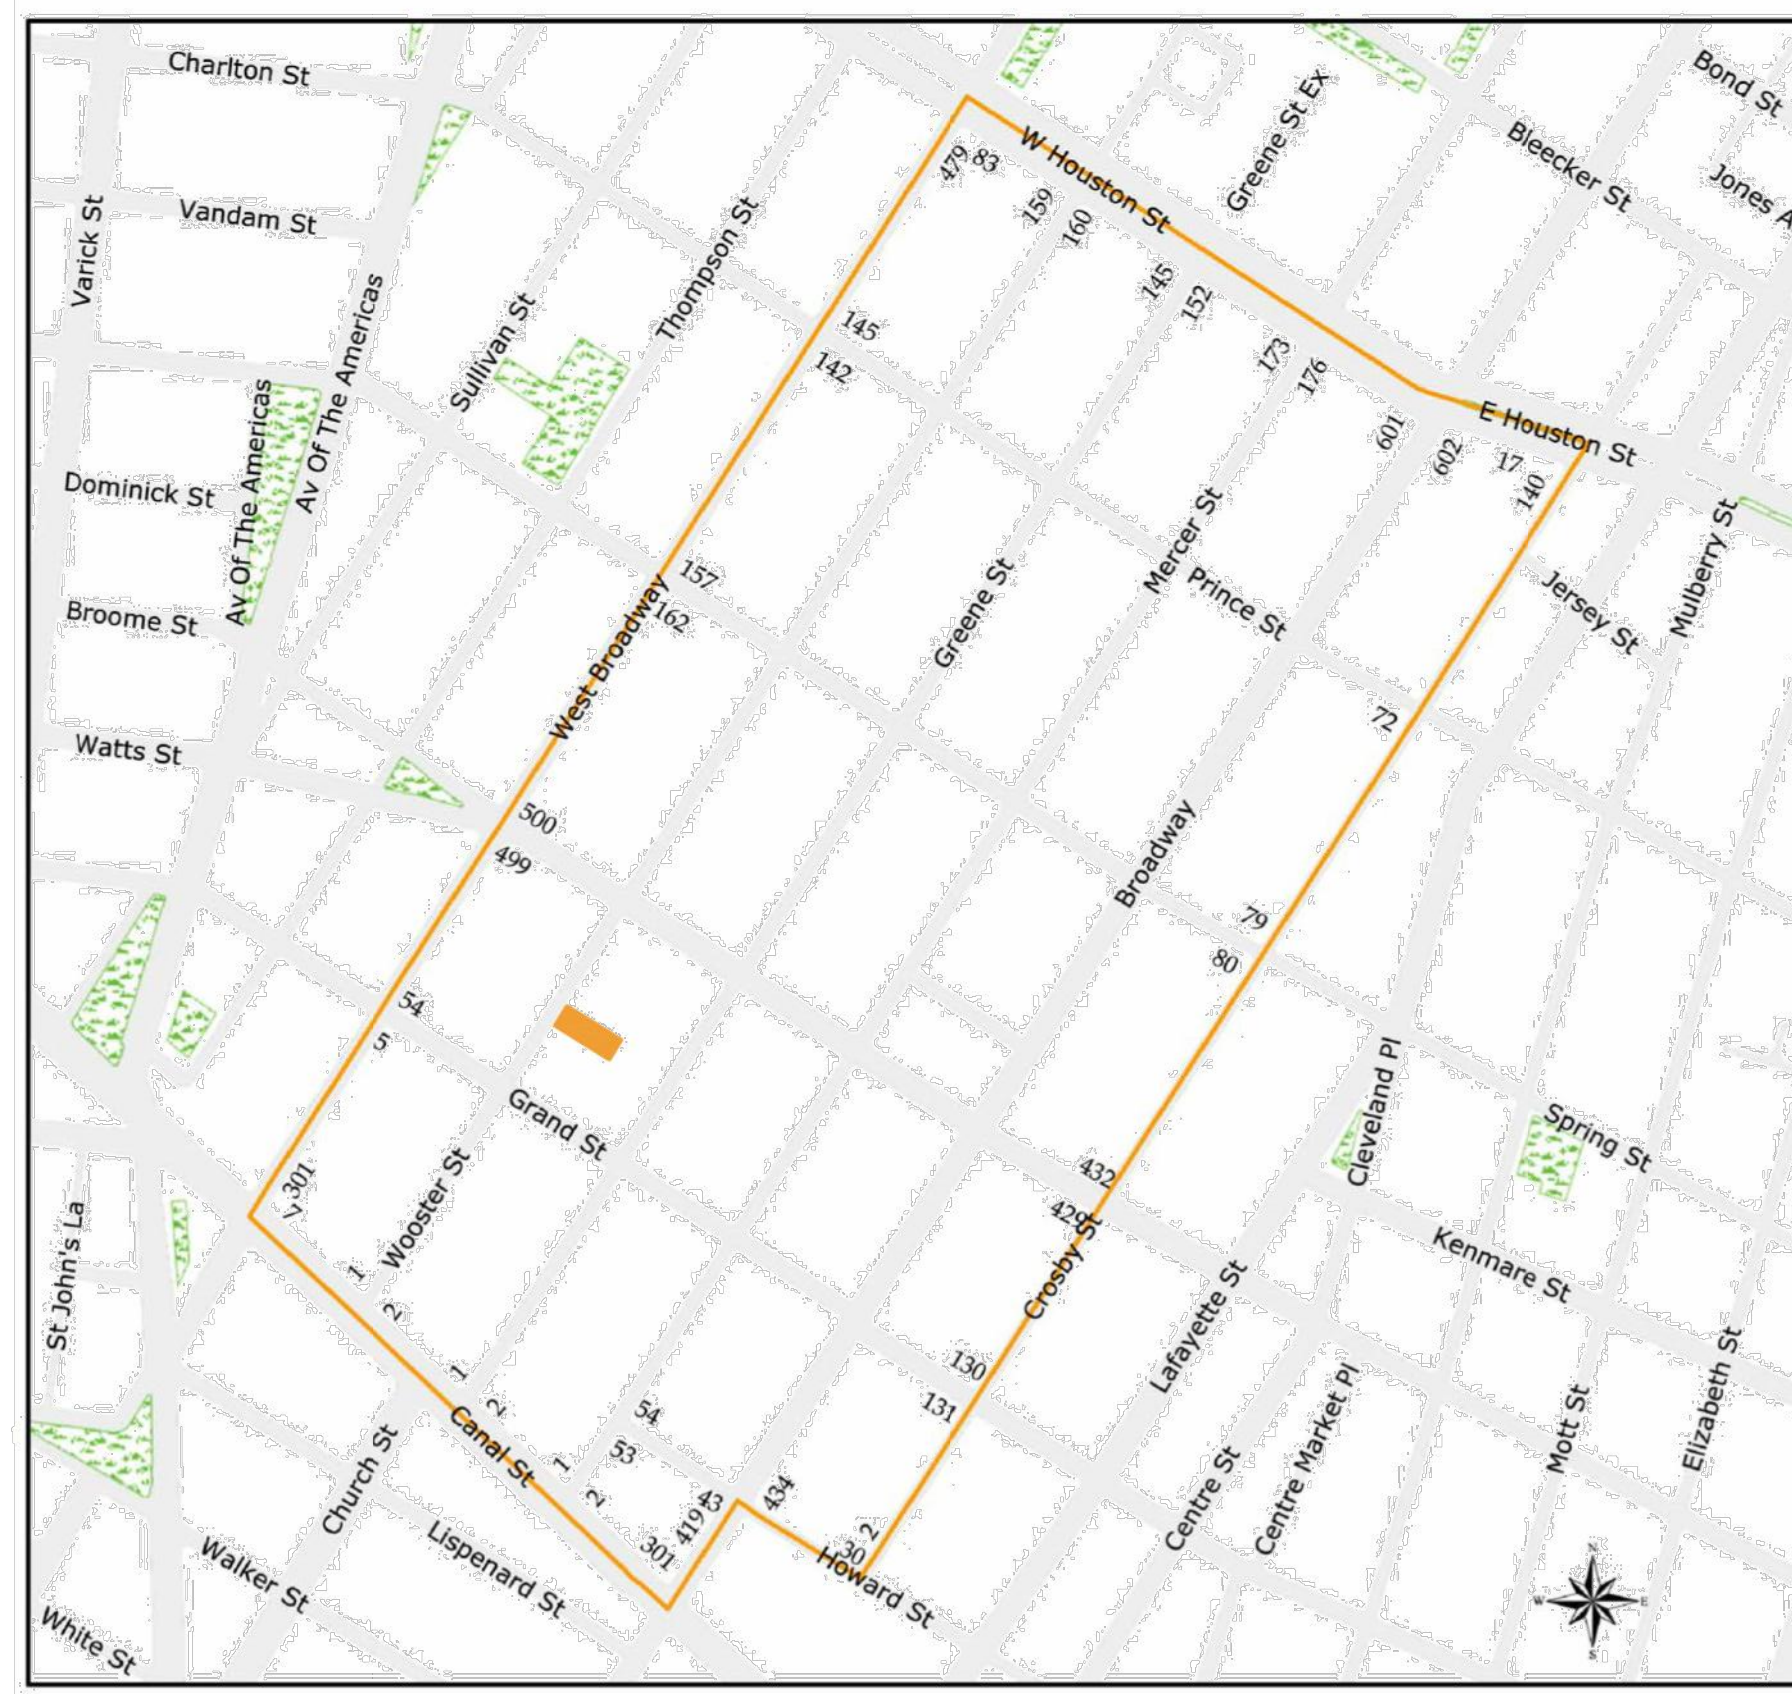 Charlton St
Bond St
Greene St Ex
Bleecker St
W Houston St
479
83
Jones A
159
160
Vandam St
Varick St
Thompson St
145
152
Av Of The Americas
Sullivan St
145
142
173
176
601
602
E Houston St
17
140
Dominick St
Av Of The Americas
Mulberry St
Mercer St
157
162
Greene St
Prince St
Jersey St
Broome St
West Broadway
72
Watts St
500
499
Broadway
79
80
54
5
Cleveland Pl
Grand St
Spring St
301
7
Wooster St
432
429
Crosby St
St John's La
1
2
Kenmare St
Lafayette St
130
131
1
2
Canal St
54
53
Church St
1
2
43
419
434
301
2
30
Howard St
Centre St
Centre Market Pl
Mott St
Elizabeth St
Lispenard St
Walker St
White St
N
W
E
S